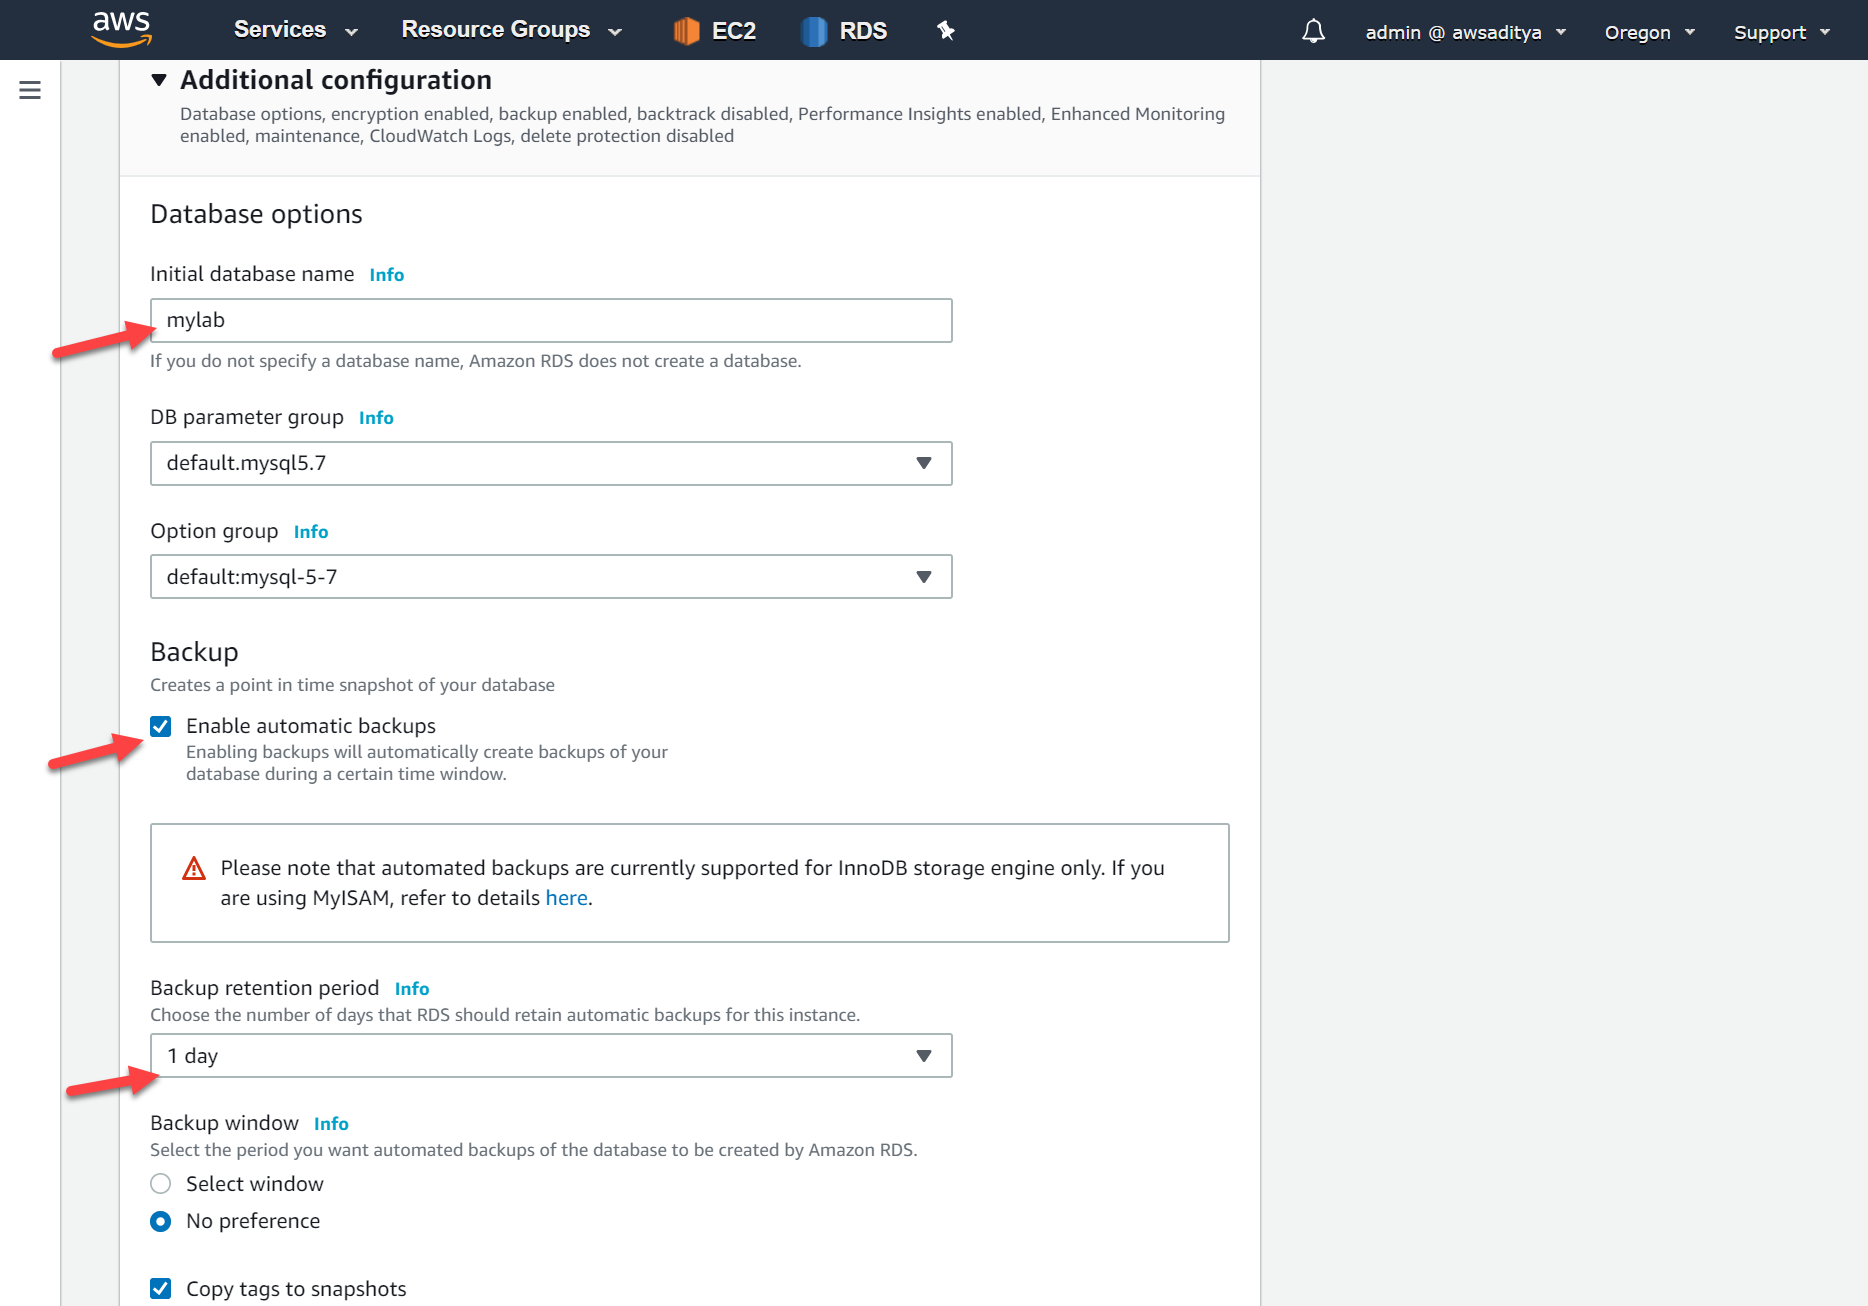 aws Services Resource Groups EC2 RDS admin @ awsaditya Oregon Support
Additional configuration
Database options, encryption enabled, backup enabled, backtrack disabled, Performance Insights enabled, Enhanced Monitoring
enabled, maintenance, CloudWatch Logs, delete protection disabled
Database options
Initial database name Info
mylab
If you do not specify a database name, Amazon RDS does not create a database.
DB parameter group Info
default.mysql5.7
Option group Info
default:mysql-5-7
Backup
Creates a point in time snapshot of your database
Enable automatic backups
Enabling backups will automatically create backups of your
database during a certain time window.
Please note that automated backups are currently supported for InnoDB storage engine only. If you
are using MyISAM, refer to details here.
Backup retention period Info
Choose the number of days that RDS should retain automatic backups for this instance.
1 day
Backup window Info
Select the period you want automated backups of the database to be created by Amazon RDS.
Select window
No preference
Copy tags to snapshots